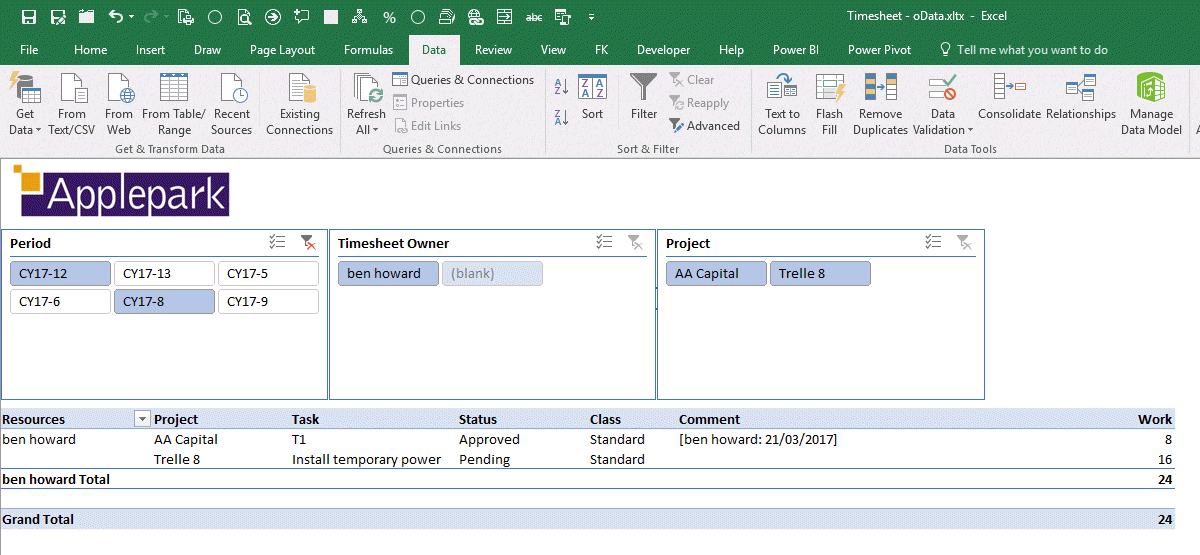 abc
Timesheet - oData.xltx - Excel
File Home Insert Draw Page Layout Formulas Data Review View FK Developer Help Power BI Power Pivot Tell me what you want to do
Get Data
From Text/CSV
From Web
From Table/ Range
Recent Sources
Existing Connections
Get & Transform Data
Refresh All
Queries & Connections
Properties
Edit Links
Queries & Connections
Sort
Filter
Clear
Reapply
Advanced
Sort & Filter
Text to Columns
Flash Fill
Remove Duplicates
Data Validation
Consolidate
Relationships
Manage Data Model
Data Tools
Applepark
Period
CY17-12 CY17-13 CY17-5
CY17-6 CY17-8 CY17-9
Timesheet Owner
ben howard (blank)
Project
AA Capital Trelle 8
Resources Project Task Status Class Comment Work
ben howard AA Capital T1 Approved Standard [ben howard: 21/03/2017] 8
Trelle 8 Install temporary power Pending Standard 16
ben howard Total 24
Grand Total 24